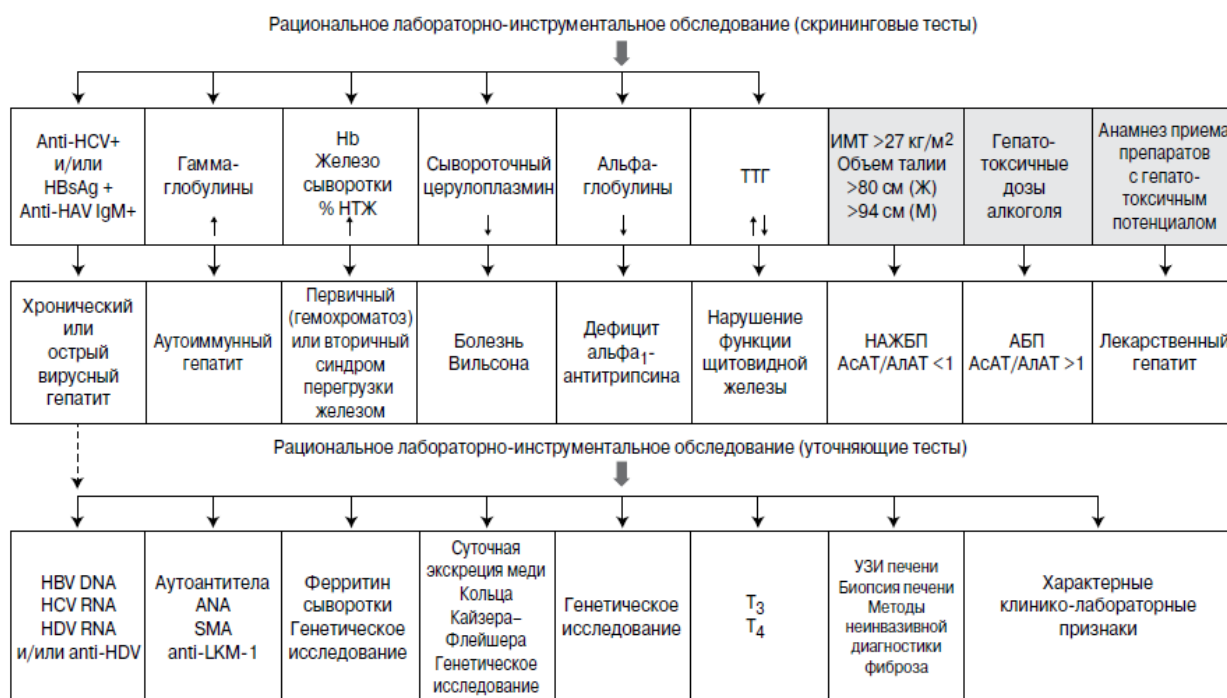 Рациональное лабораторно-инструментальное обследование (скрининговые тесты)
Anti-HCV+
и/или
HBsAg +
Anti-HAV IgM+
Гамма-
глобулины
↑
Hb
Железо
сыворотки
% НТЖ
↑
Сывороточный
церулоплазмин
↓
Альфа-
глобулины
↓
ТТГ
↑↓
ИМТ >27 кг/м²
Объем талии
>80 см (Ж)
>94 см (М)
Гепато-
токсичные
дозы
алкоголя
Анамнез приема
препаратов
с гепато-
токсичным
потенциалом
Хронический
или
острый
вирусный
гепатит
Аутоиммунный
гепатит
Первичный
(гемохроматоз)
или вторичный
синдром
перегрузки
железом
Болезнь
Вильсона
Дефицит
альфа₁-
антитрипсина
Нарушение
функции
щитовидной
железы
НАЖБП
АсАТ/АлАТ <1
АБП
АсАТ/АлАТ >1
Лекарственный
гепатит
Рациональное лабораторно-инструментальное обследование (уточняющие тесты)
HBV DNA
HCV RNA
HDV RNA
и/или anti-HDV
Аутоантитела
ANA
SMA
anti-LKM-1
Ферритин
сыворотки
Генетическое
исследование
Суточная
экскреция меди
Кольца
Кайзера–
Флейшера
Генетическое
исследование
Генетическое
исследование
Т₃
Т₄
УЗИ печени
Биопсия печени
Методы
неинвазивной
диагностики
фиброза
Характерные
клинико-лабораторные
признаки